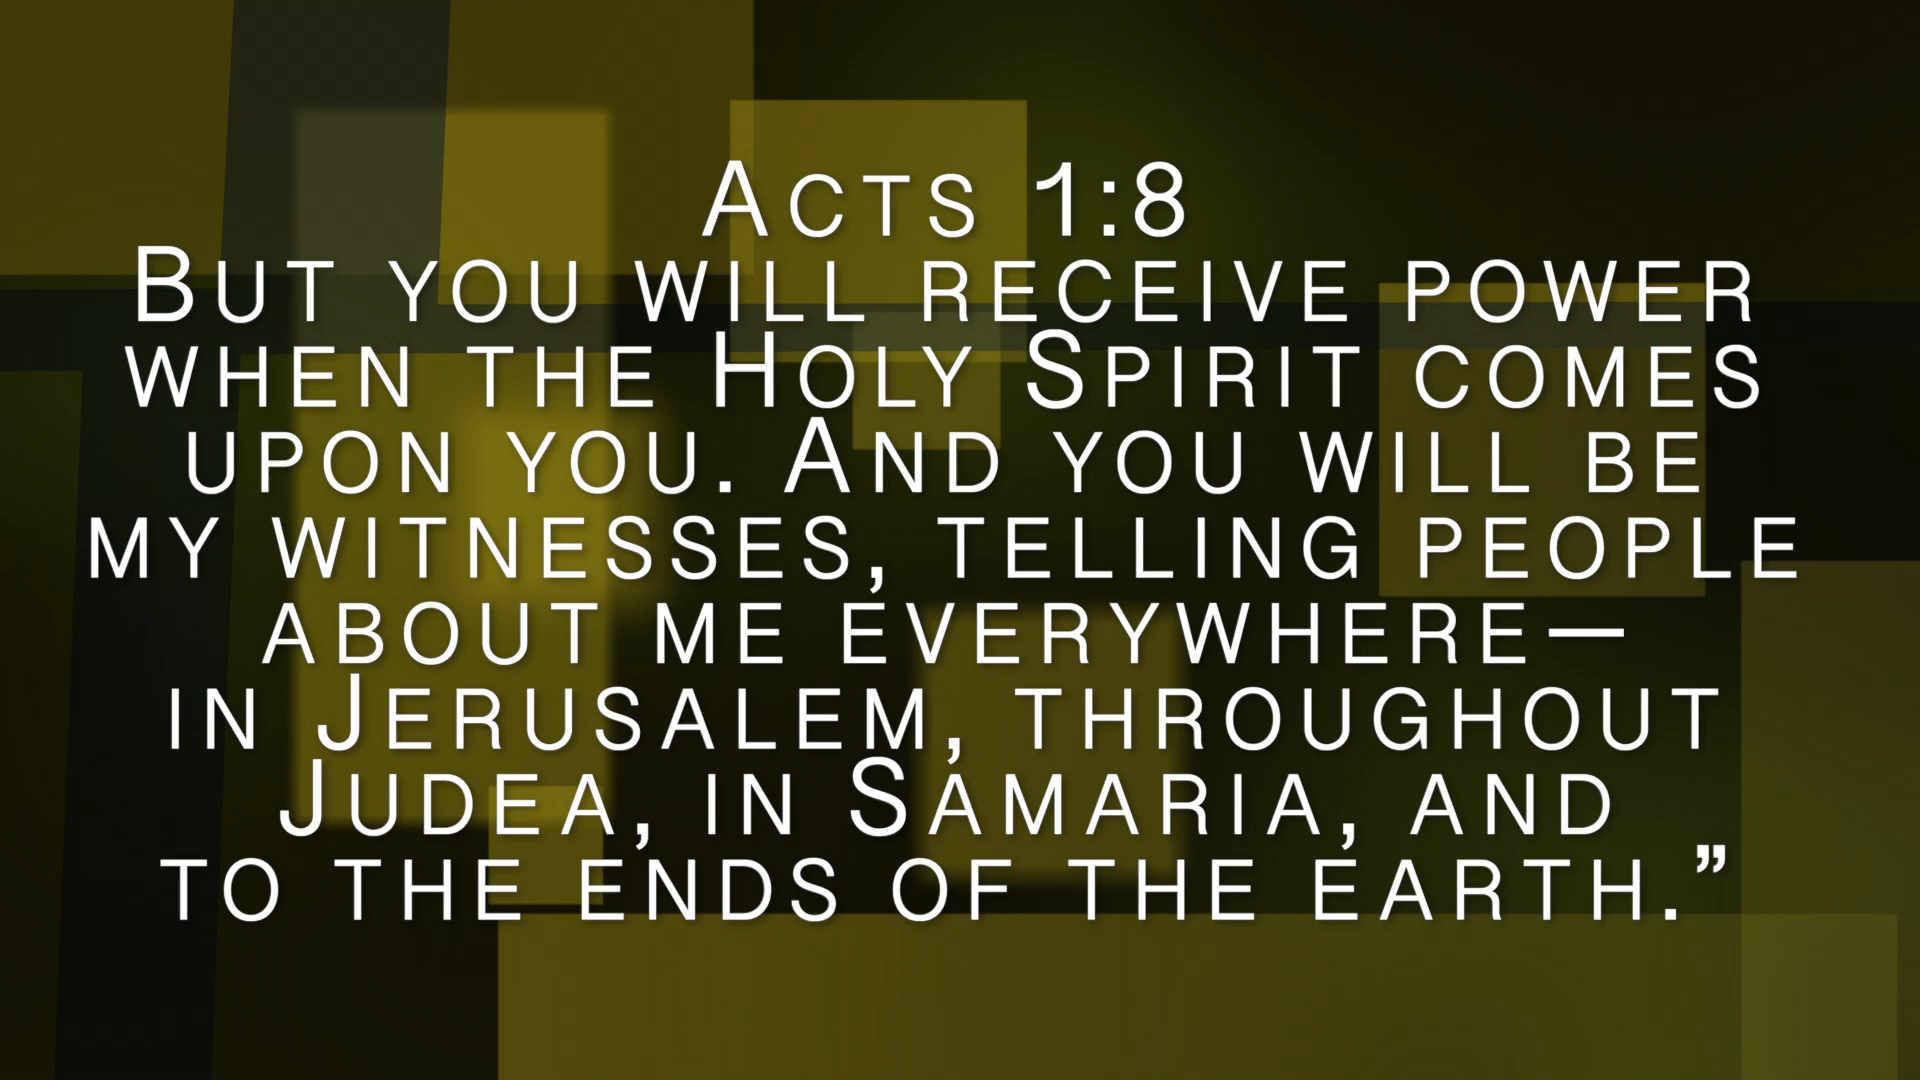 Acts 1:8
But you will receive power
when the Holy Spirit comes
upon you. And you will be
my witnesses, telling people
about me everywhere—
in Jerusalem, throughout
Judea, in Samaria, and
to the ends of the earth.”